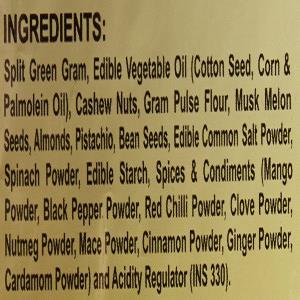 INGREDIENTS:
Split Green Gram, Edible Vegetable Oil (Cotton Seed, Corn &
Palmolein Oil), Cashew Nuts, Gram Pulse Flour, Musk Melon
Seeds, Almonds, Pistachio, Bean Seeds, Edible Common Salt Powder,
Spinach Powder, Edible Starch, Spices & Condiments (Mango
Powder, Black Pepper Powder, Red Chilli Powder, Clove Powder,
Nutmeg Powder, Mace Powder, Cinnamon Powder, Ginger Powder,
Cardamom Powder) and Acidity Regulator (INS 330).